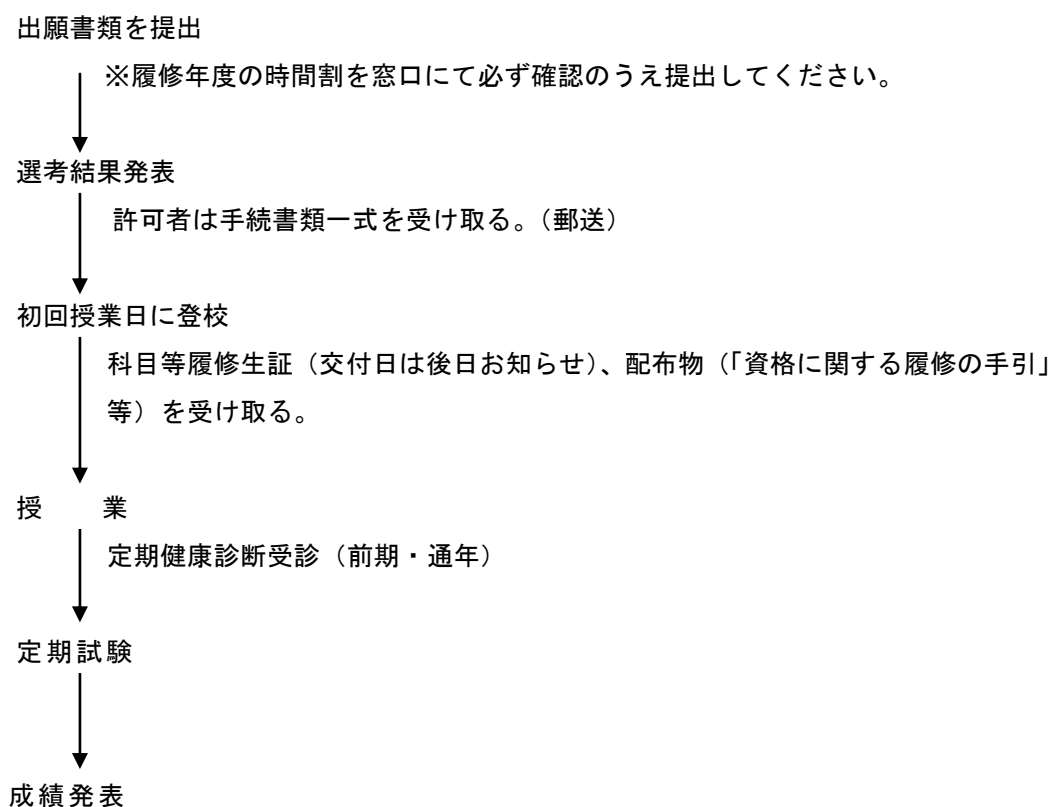 出願書類を提出
※履修年度の時間割を窓口にて必ず確認のうえ提出してください。
選考結果発表
許可者は手続書類一式を受け取る。（郵送）
初回授業日に登校
科目等履修生証（交付日は後日お知らせ）、配布物（「資格に関する履修の手引」
等）を受け取る。
授　　業
定期健康診断受診（前期・通年）
定期試験
成績発表